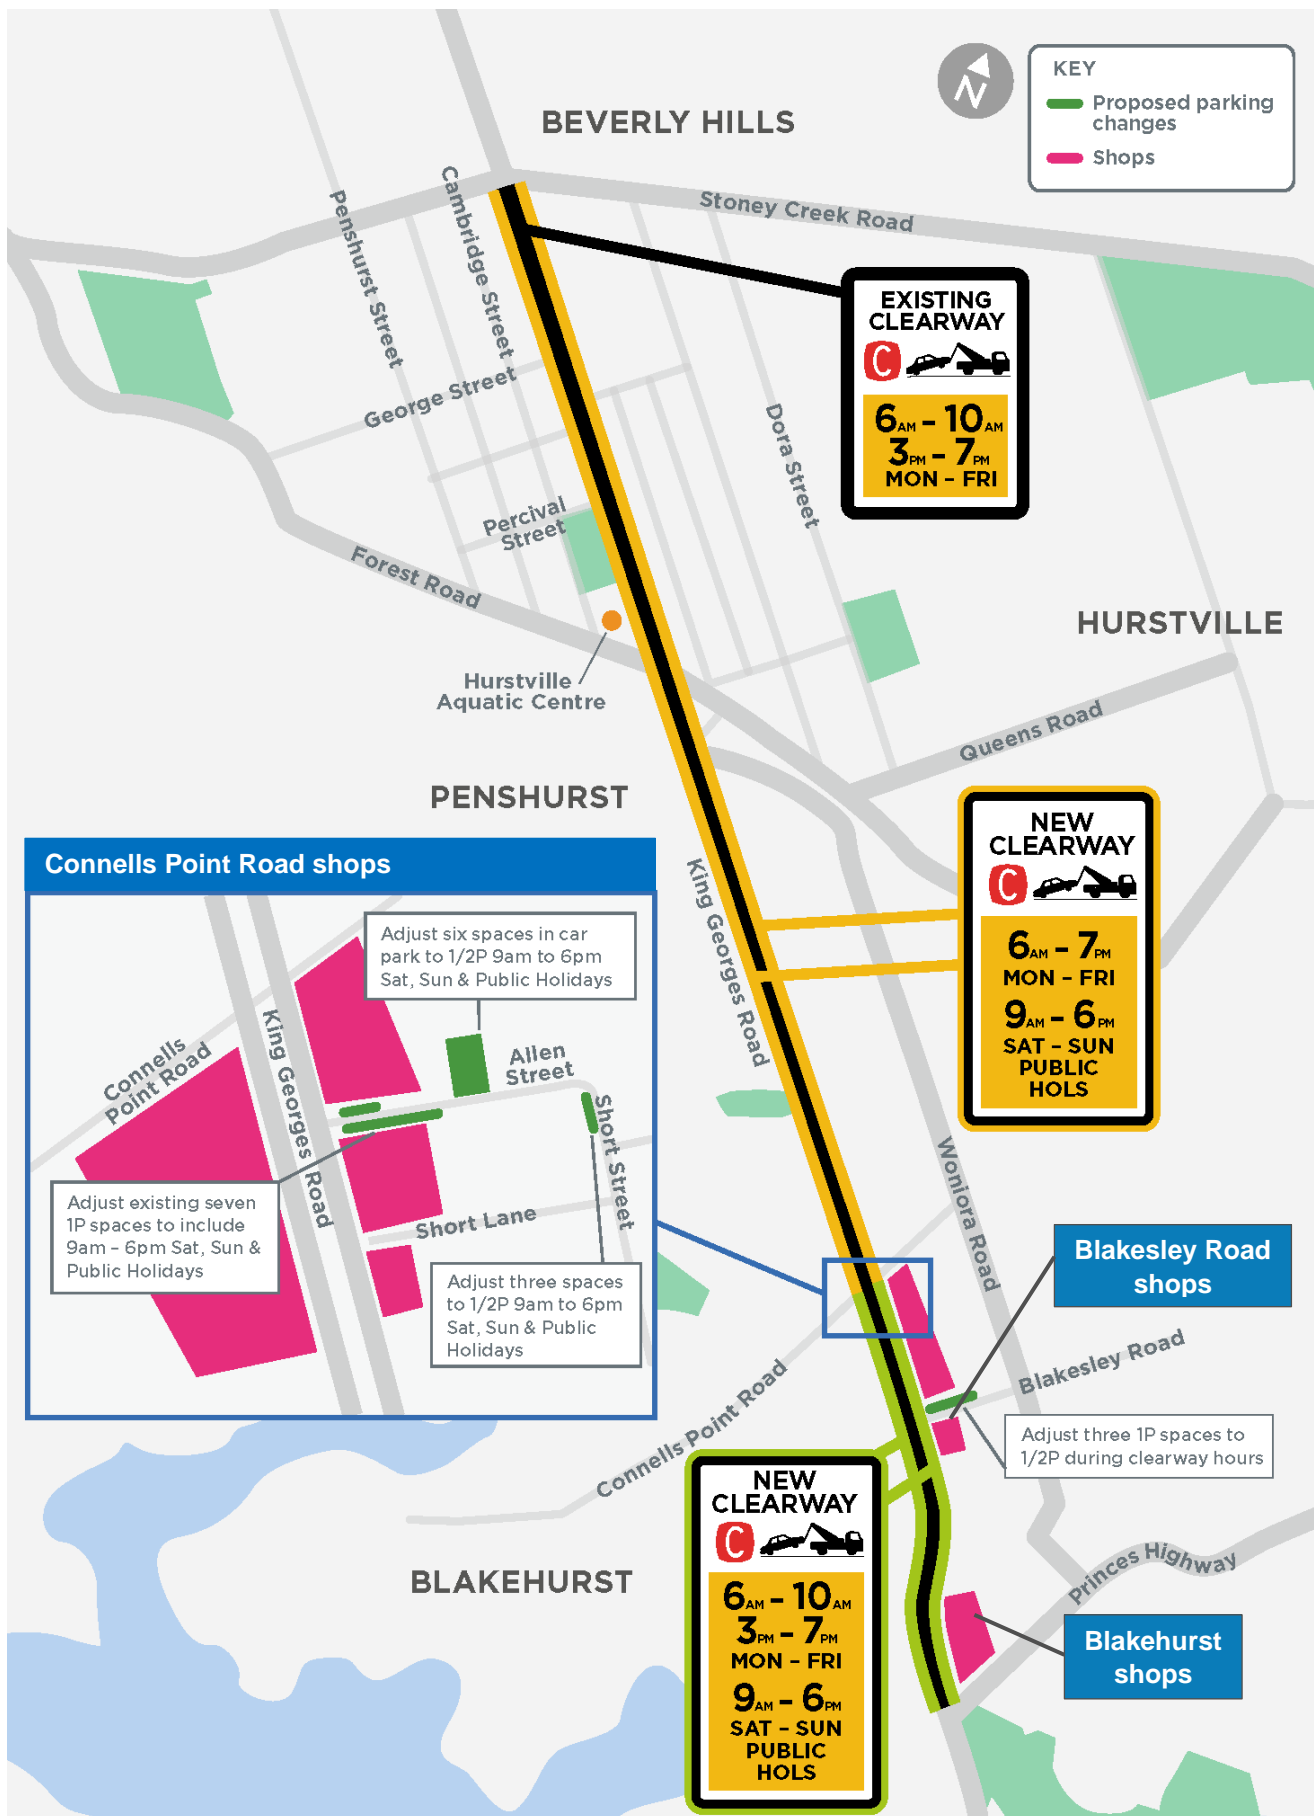 N
KEY
Proposed parking
changes
Shops
BEVERLY HILLS
Stoney Creek Road
Penshurst Street
Cambridge Street
George Street
Dora Street
Percival
Street
Forest Road
Hurstville
Aquatic Centre
EXISTING
CLEARWAY
C
6AM – 10AM
3PM – 7PM
MON – FRI
HURSTVILLE
Queens Road
PENSHURST
King Georges Road
NEW
CLEARWAY
C
6AM – 7PM
MON – FRI
9AM – 6PM
SAT – SUN
PUBLIC
HOLS
Connells Point Road shops
Adjust six spaces in car
park to 1/2P 9am to 6pm
Sat, Sun & Public Holidays
Connells
Point Road
King Georges Road
Allen
Street
Short Street
Short Lane
Adjust existing seven
1P spaces to include
9am – 6pm Sat, Sun &
Public Holidays
Adjust three spaces
to 1/2P 9am to 6pm
Sat, Sun & Public
Holidays
Woniora Road
Blakesley Road
shops
Blakesley Road
Adjust three 1P spaces to
1/2P during clearway hours
Connells Point Road
BLAKEHURST
NEW
CLEARWAY
C
6AM – 10AM
3PM – 7PM
MON – FRI
9AM – 6PM
SAT – SUN
PUBLIC
HOLS
Princes Highway
Blakehurst
shops